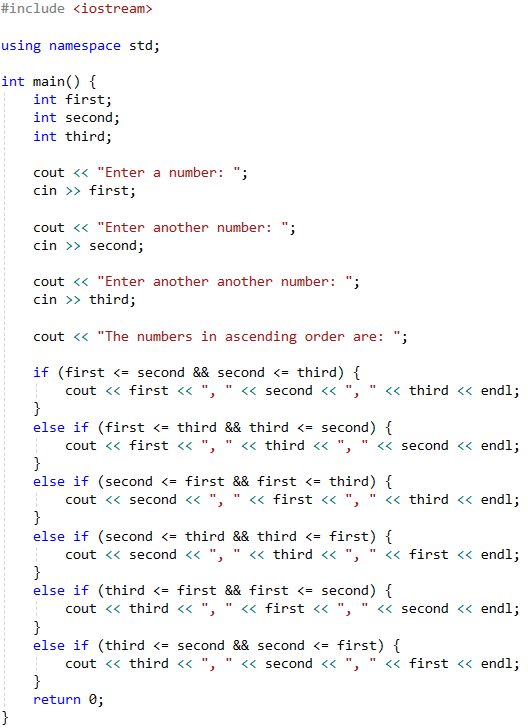 #include <iostream>

using namespace std;

int main() {
    int first;
    int second;
    int third;

    cout << "Enter a number: ";
    cin >> first;

    cout << "Enter another number: ";
    cin >> second;

    cout << "Enter another another number: ";
    cin >> third;

    cout << "The numbers in ascending order are: ";

    if (first <= second && second <= third) {
        cout << first << ", " << second << ", " << third << endl;
    }
    else if (first <= third && third <= second) {
        cout << first << ", " << third << ", " << second << endl;
    }
    else if (second <= first && first <= third) {
        cout << second << ", " << first << ", " << third << endl;
    }
    else if (second <= third && third <= first) {
        cout << second << ", " << third << ", " << first << endl;
    }
    else if (third <= first && first <= second) {
        cout << third << ", " << first << ", " << second << endl;
    }
    else if (third <= second && second <= first) {
        cout << third << ", " << second << ", " << first << endl;
    }
    return 0;
}